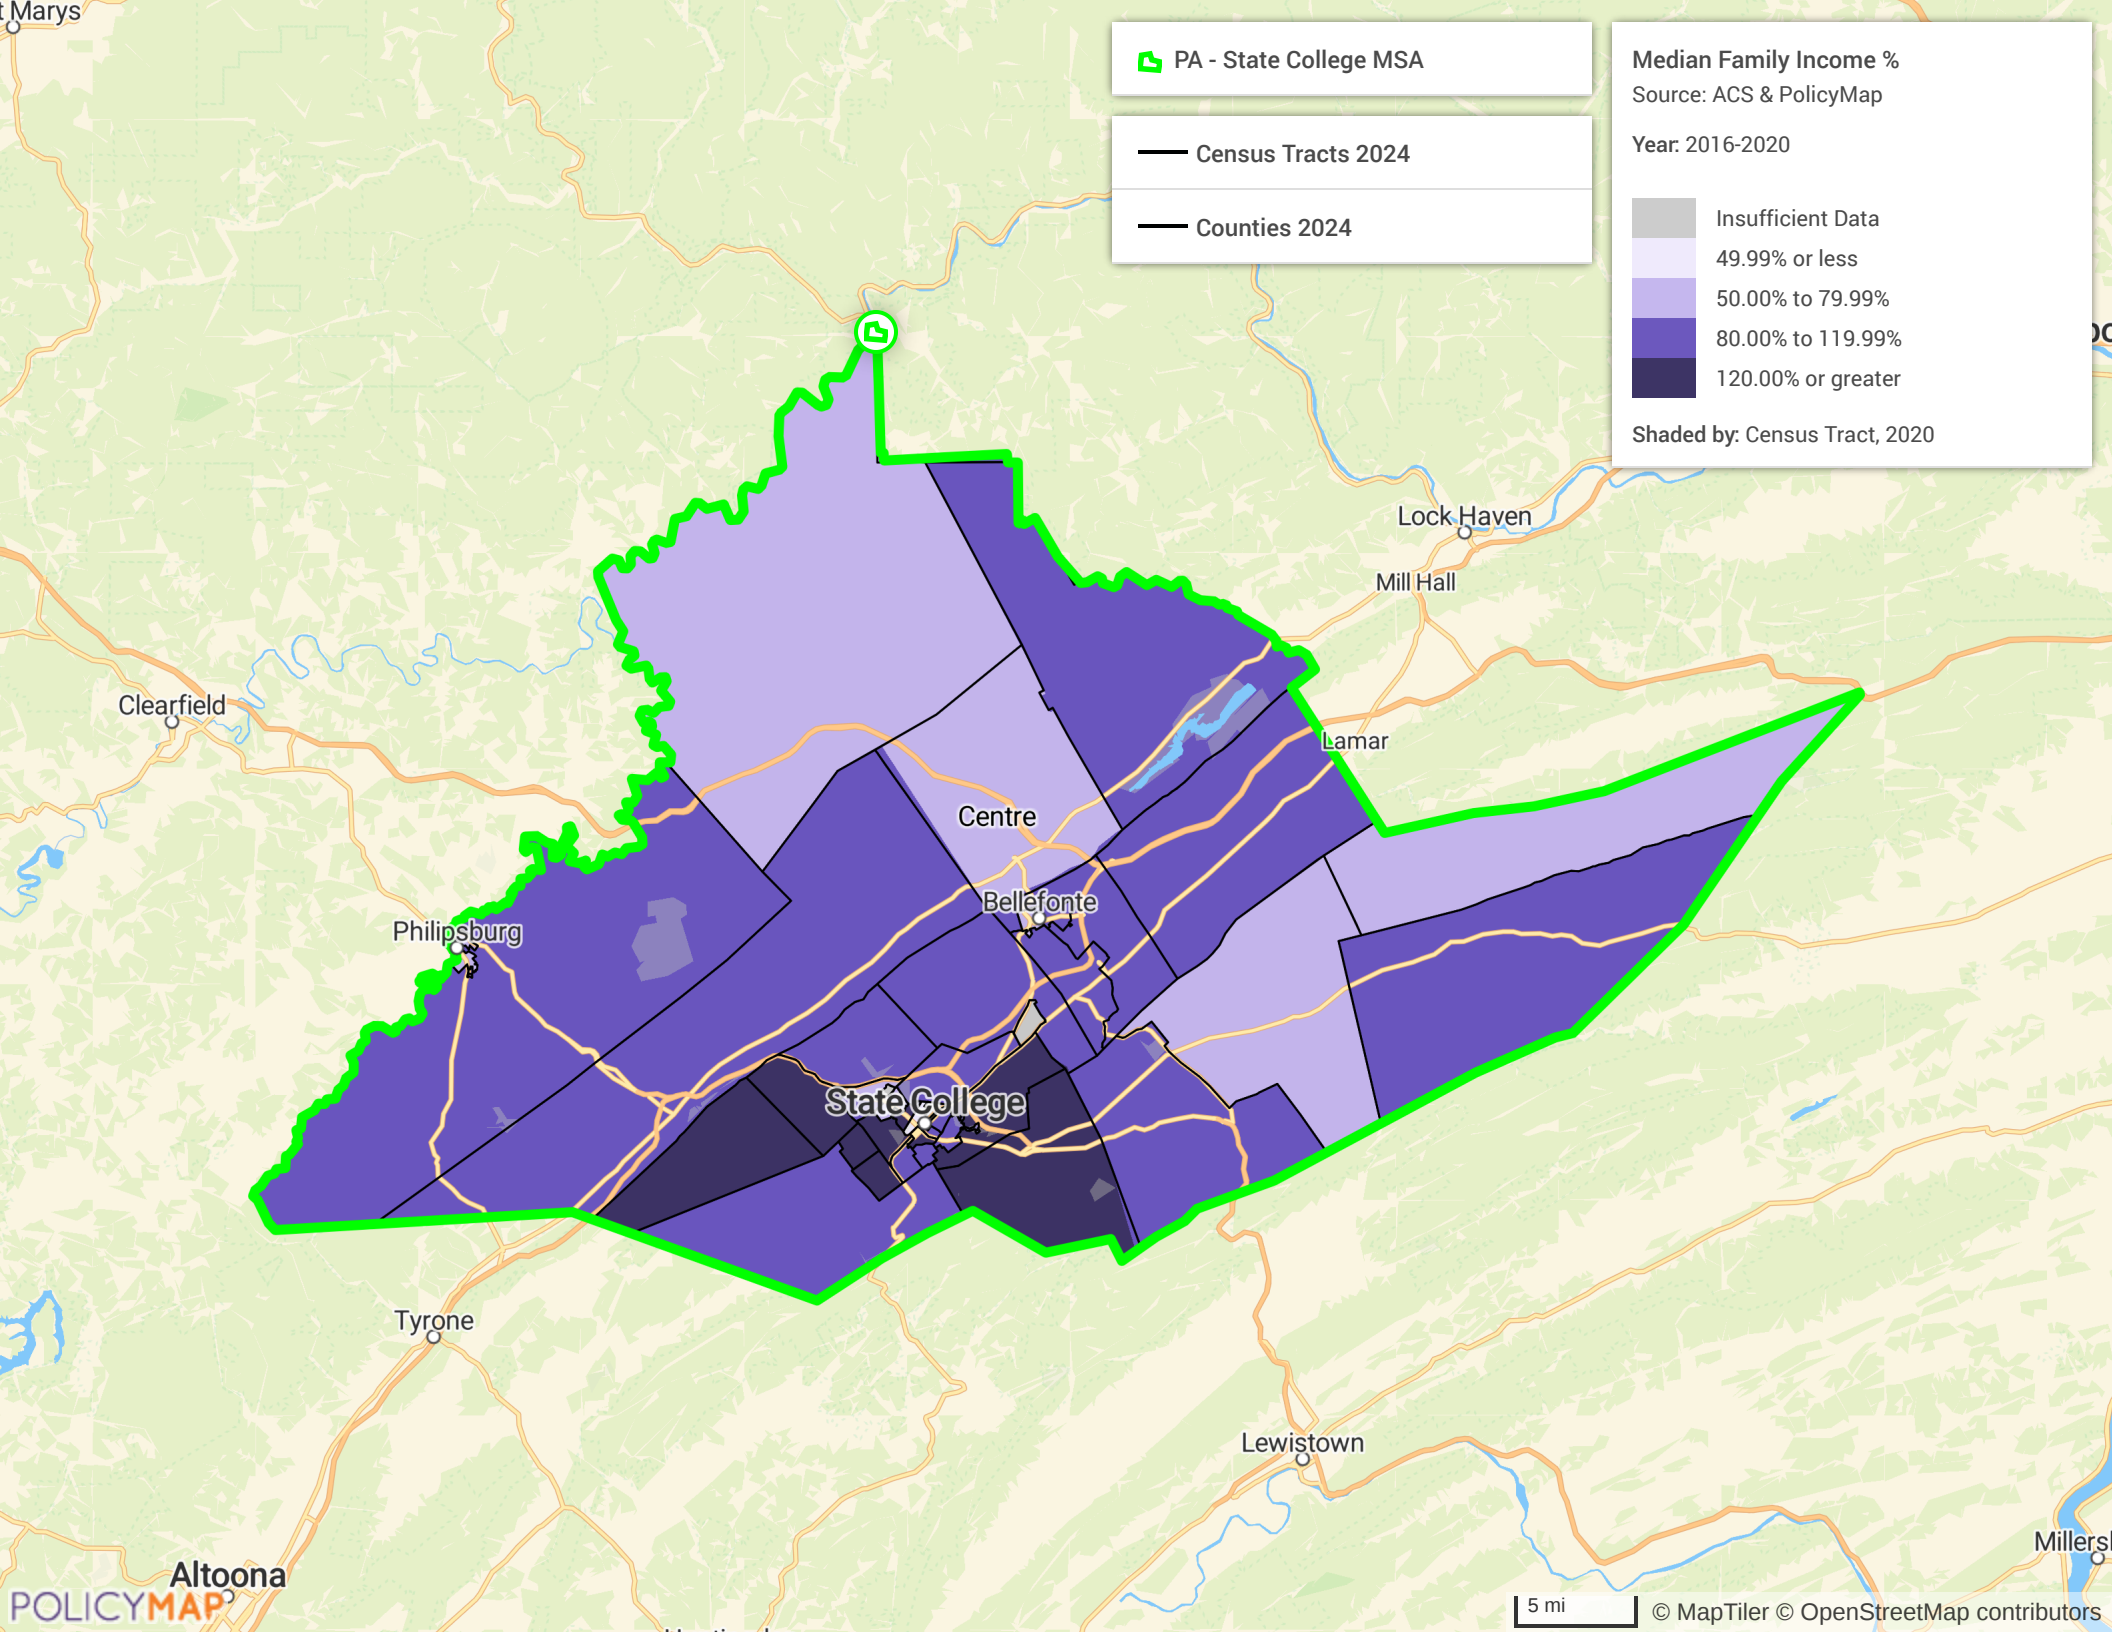 t Marys
PA - State College MSA
Census Tracts 2024
Counties 2024
Median Family Income %
Source: ACS & PolicyMap
Year: 2016-2020
Insufficient Data
49.99% or less
50.00% to 79.99%
80.00% to 119.99%
120.00% or greater
Shaded by: Census Tract, 2020
Lock Haven
Mill Hall
Clearfield
Lamar
Centre
Bellefonte
Philipsburg
State College
Tyrone
Lewistown
Altoona
Millersl
POLICYMAP
5 mi
© MapTiler © OpenStreetMap contributors